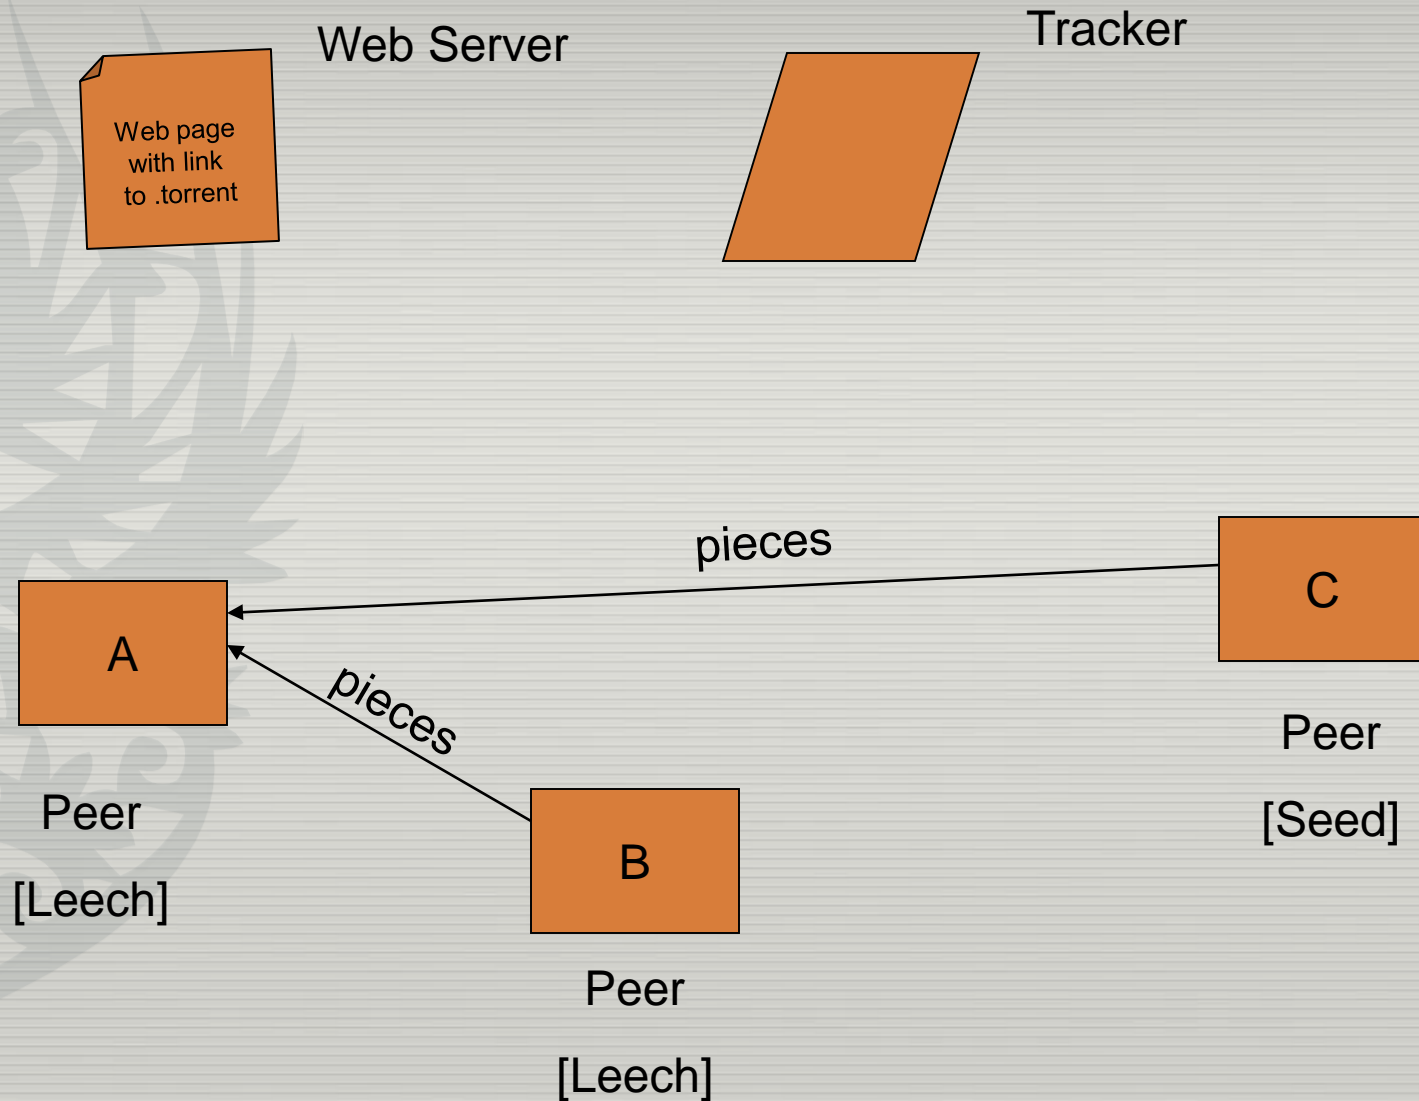 Web Server
Tracker
Web page
with link
to .torrent
pieces
C
A
pieces
Peer
[Seed]
Peer
[Leech]
B
Peer
[Leech]